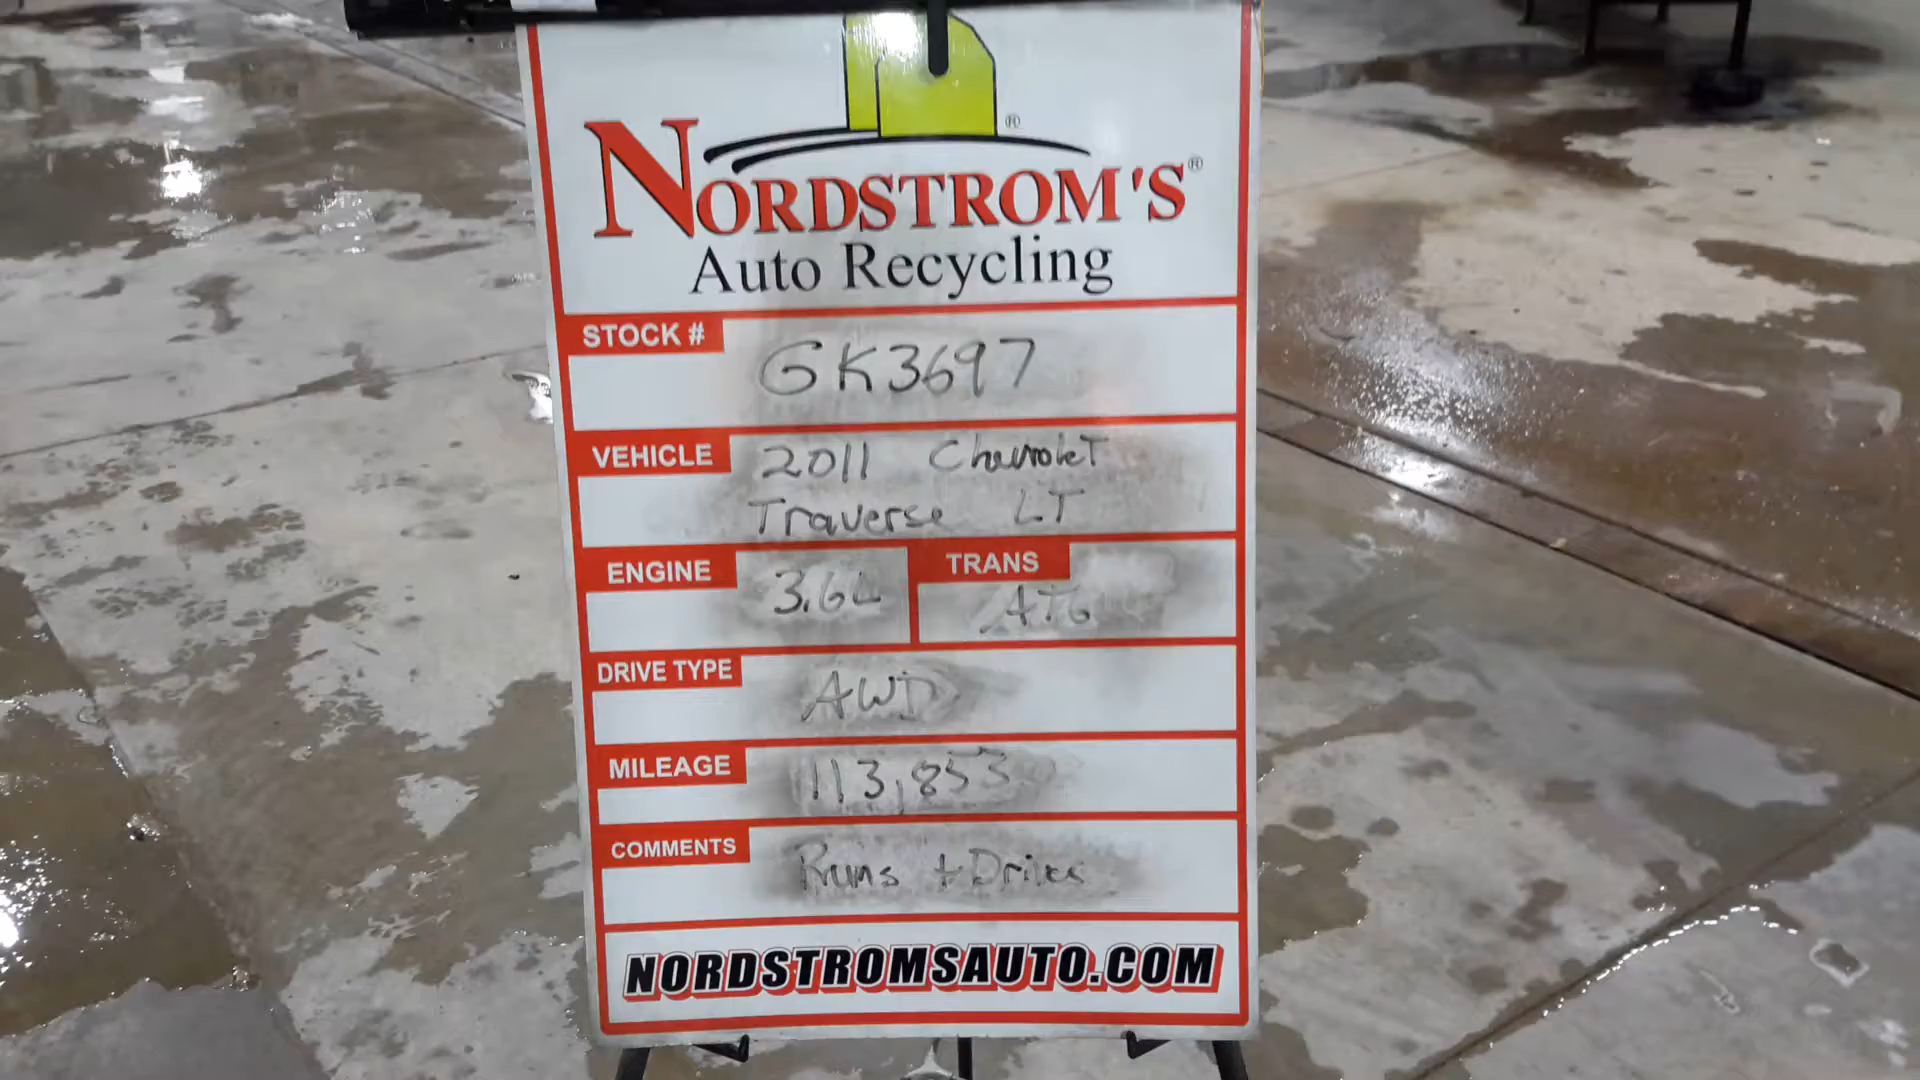 ®
NORDSTROM'S®
Auto Recycling
STOCK # GK3697
VEHICLE 2011 Chevrolet
Traverse LT
ENGINE 3.6L TRANS AT6
DRIVE TYPE AWD
MILEAGE 113,853
COMMENTS Runs + Drives
NORDSTROMSAUTO.COM